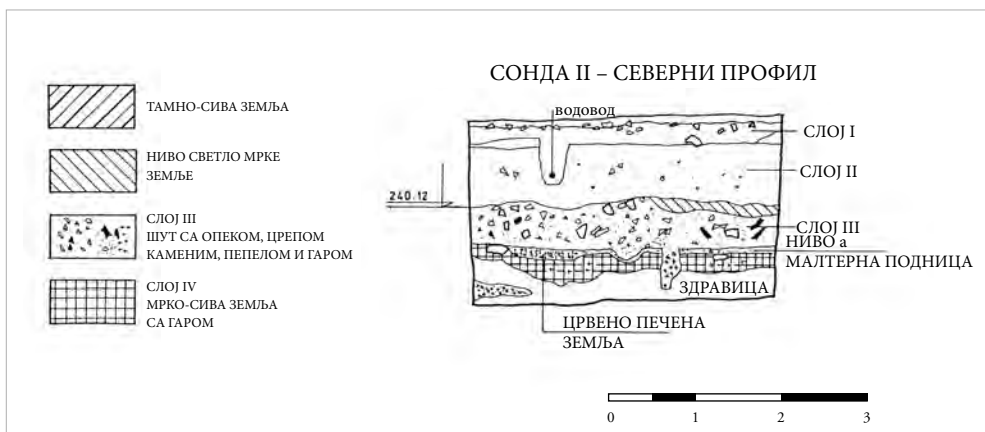 СОНДА II – СЕВЕРНИ ПРОФИЛ
ТАМНО-СИВА ЗЕМЉА
НИВО СВЕТЛО МРКЕ
ЗЕМЉЕ
СЛОЈ III
ШУТ СА ОПЕКОМ, ЦРЕПОМ
КАМЕНИМ, ПЕПЕЛОМ И ГАРОМ
СЛОЈ IV
МРКО-СИВА ЗЕМЉА
СА ГАРОМ
водовод
СЛОЈ I
СЛОЈ II
240.12
СЛОЈ III
НИВО а
МАЛТЕРНА ПОДНИЦА
ЗДРАВИЦА
ЦРВЕНО ПЕЧЕНА
ЗЕМЉА
0 1 2 3